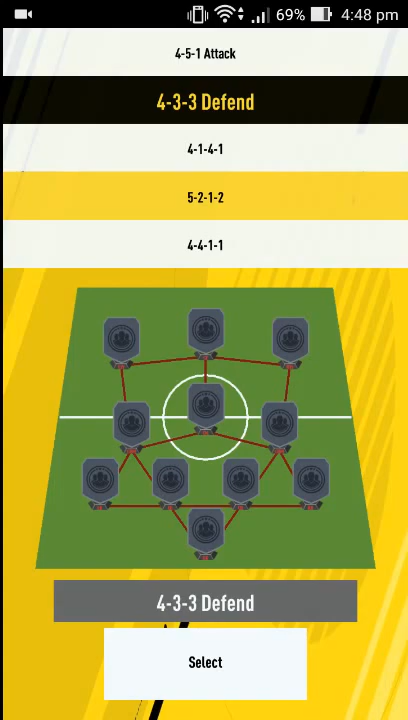 69% 4:48 pm
4-5-1 Attack
4-3-3 Defend
4-1-4-1
5-2-1-2
4-4-1-1
4-3-3 Defend
Select